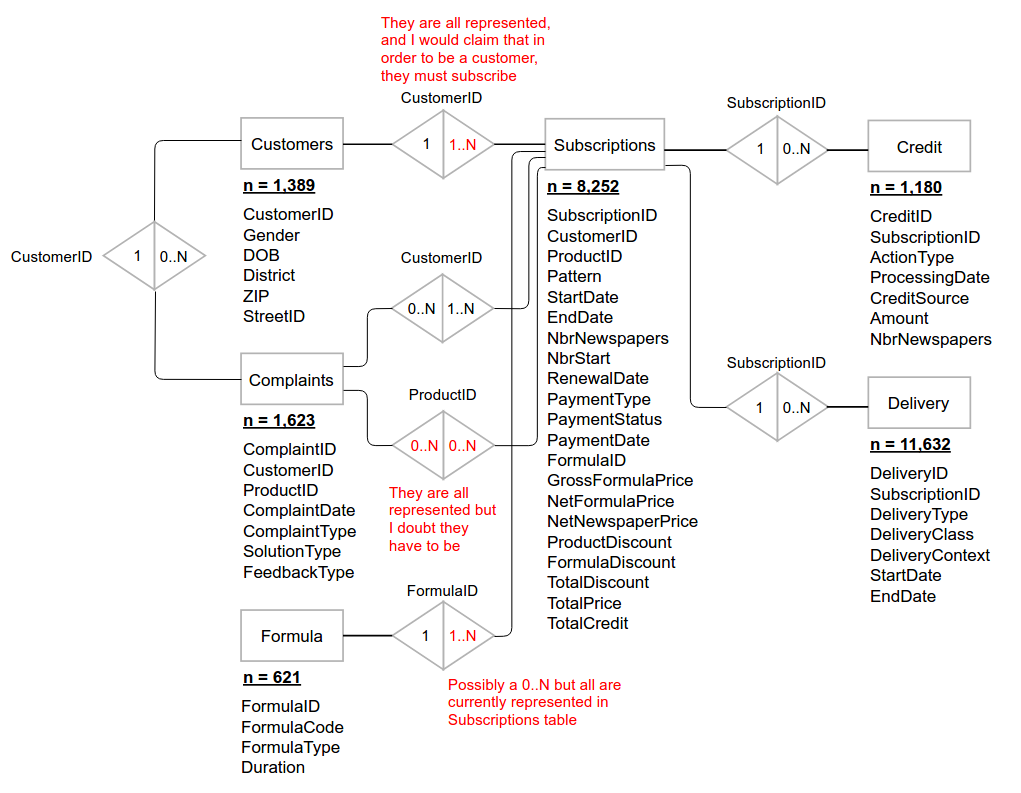 They are all represented,
and I would claim that in
order to be a customer,
they must subscribe
CustomerID
SubscriptionID
Customers
1
1..N
Subscriptions
1
0..N
Credit
n = 1,389
CustomerID
Gender
DOB
District
ZIP
StreetID
n = 8,252
SubscriptionID
CustomerID
ProductID
Pattern
StartDate
EndDate
NbrNewspapers
NbrStart
RenewalDate
PaymentType
PaymentStatus
PaymentDate
FormulaID
GrossFormulaPrice
NetFormulaPrice
NetNewspaperPrice
ProductDiscount
FormulaDiscount
TotalDiscount
TotalPrice
TotalCredit
n = 1,180
CreditID
SubscriptionID
ActionType
ProcessingDate
CreditSource
Amount
NbrNewspapers
CustomerID
1
0..N
CustomerID
0..N
1..N
Complaints
n = 1,623
ComplaintID
CustomerID
ProductID
ComplaintDate
ComplaintType
SolutionType
FeedbackType
ProductID
0..N
0..N
They are all
represented but
I doubt they
have to be
SubscriptionID
1
0..N
Delivery
n = 11,632
DeliveryID
SubscriptionID
DeliveryType
DeliveryClass
DeliveryContext
StartDate
EndDate
FormulaID
Formula
1
1..N
n = 621
FormulaID
FormulaCode
FormulaType
Duration
Possibly a 0..N but all are
currently represented in
Subscriptions table